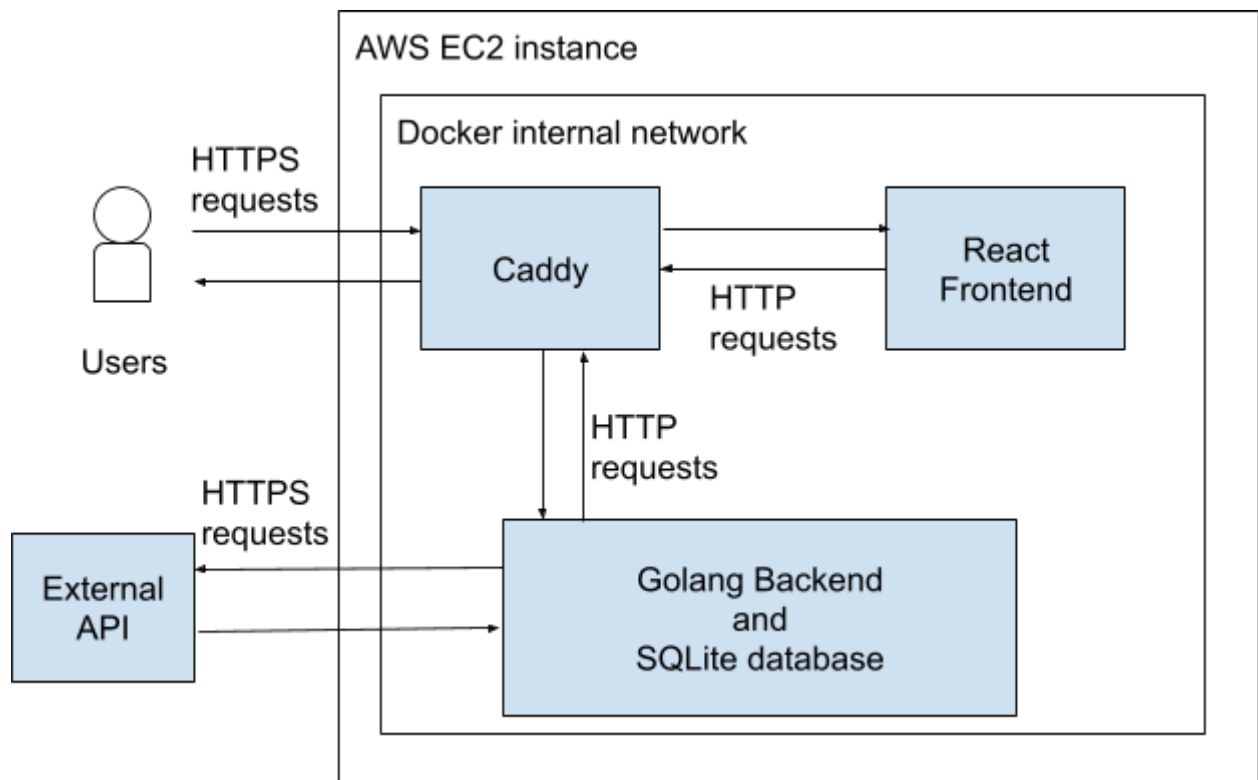 AWS EC2 instance
Docker internal network
HTTPS
requests
Caddy
React
Frontend
HTTP
requests
Users
HTTP
requests
HTTPS
requests
External
API
Golang Backend
and
SQLite database